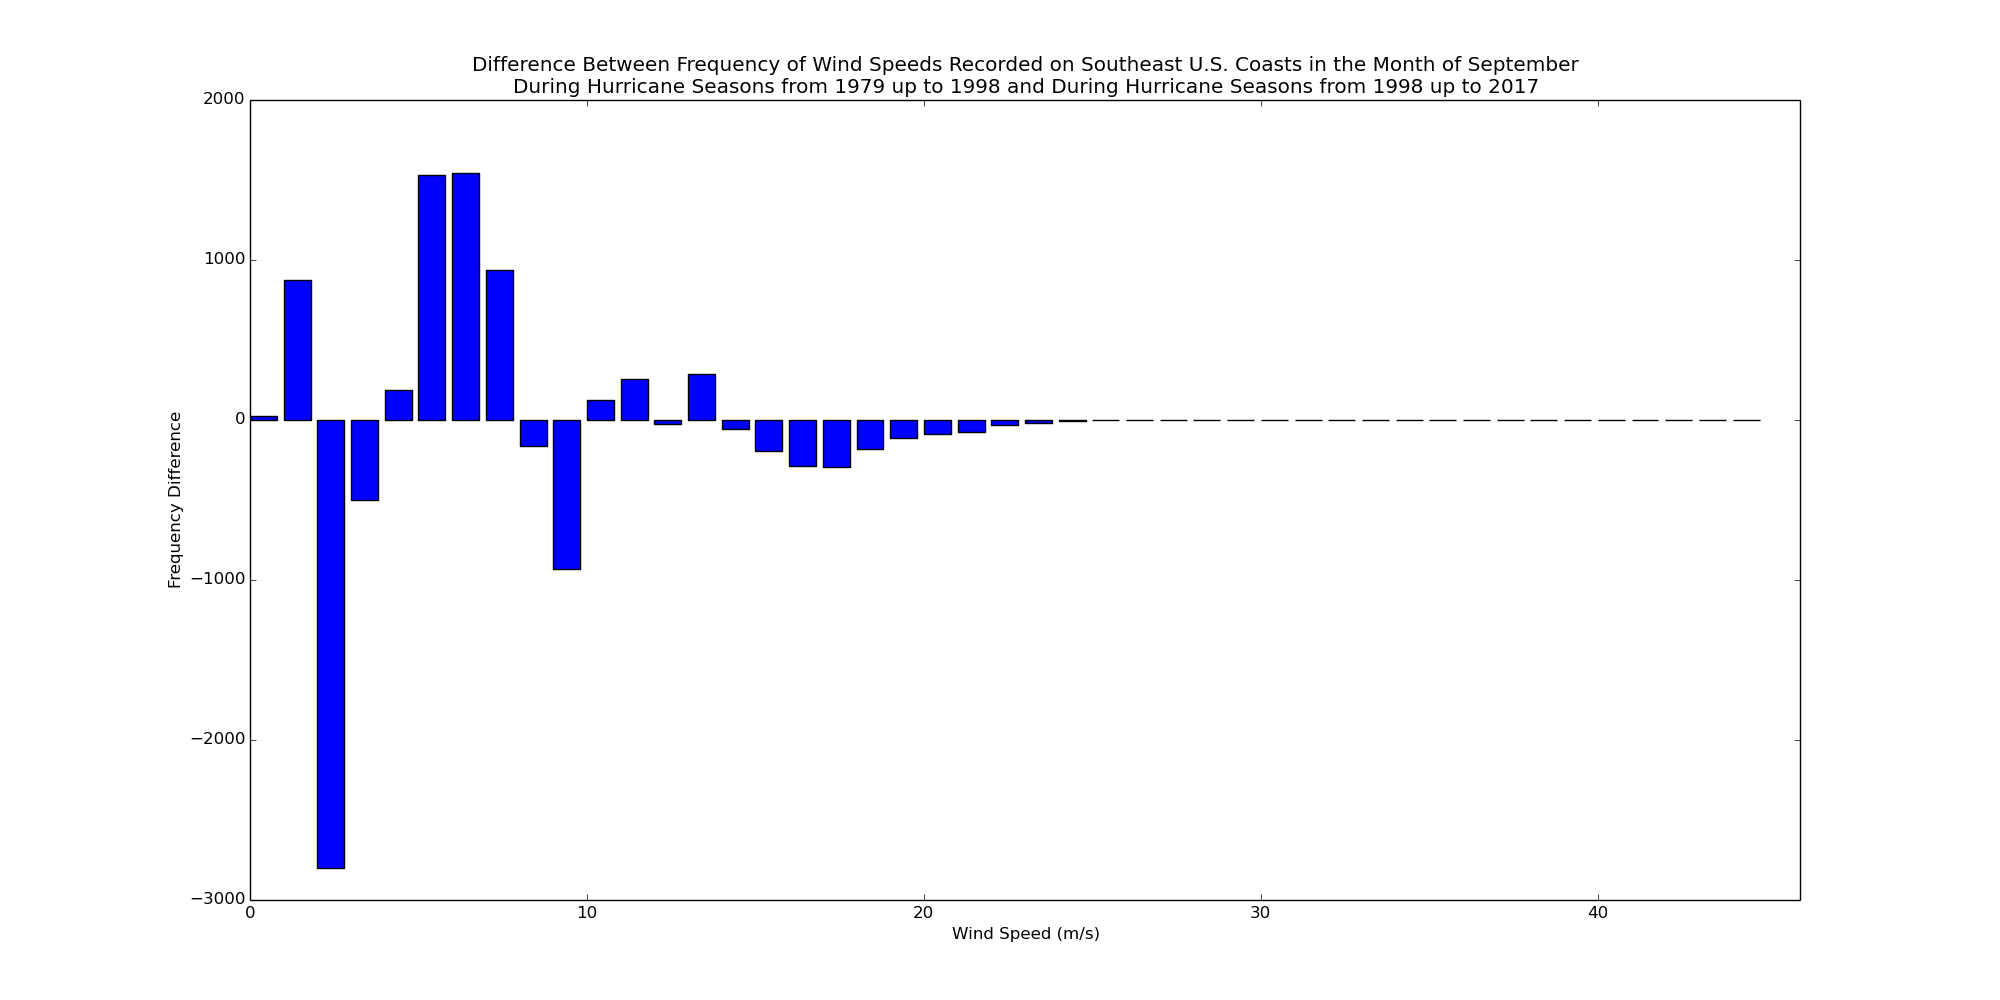 Difference Between Frequency of Wind Speeds Recorded on Southeast U.S. Coasts in the Month of September
During Hurricane Seasons from 1979 up to 1998 and During Hurricane Seasons from 1998 up to 2017
2000
1000
0
−1000
−2000
−3000
Frequency Difference
0 10 20 30 40
Wind Speed (m/s)